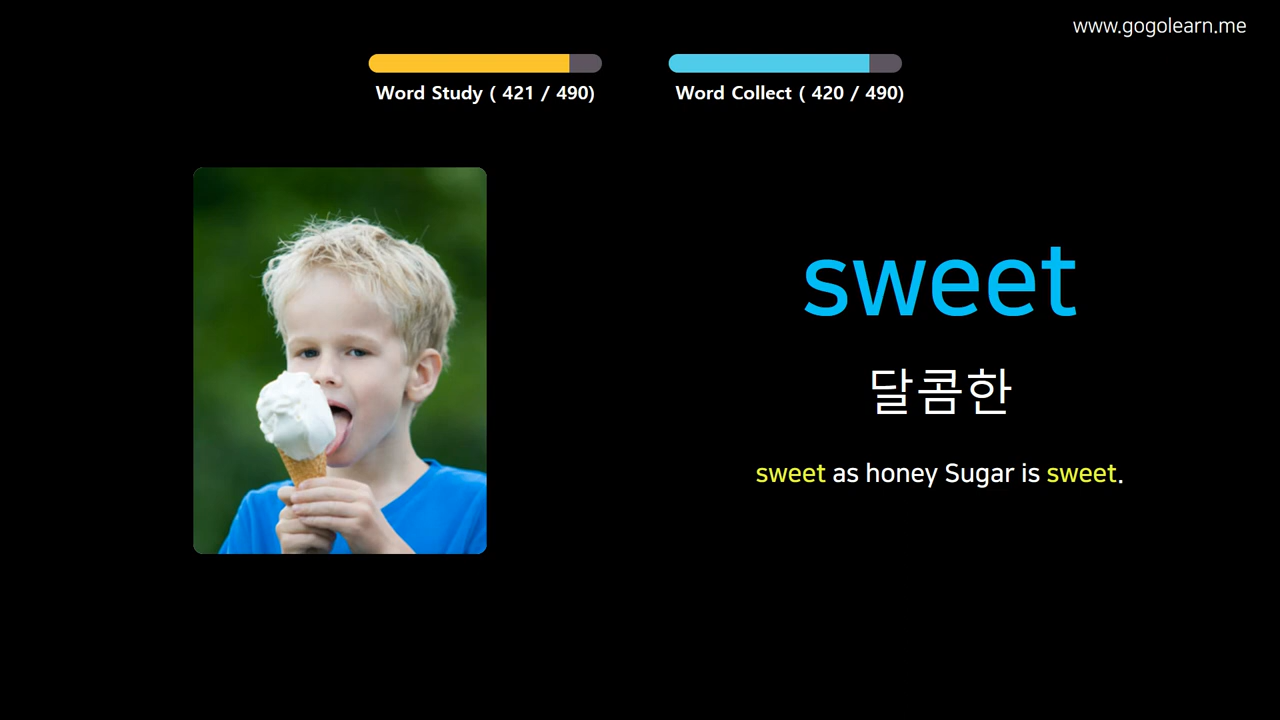 www.gogolearn.me
Word Study ( 421 / 490)
Word Collect ( 420 / 490)
sweet
달콤한
sweet as honey Sugar is sweet.